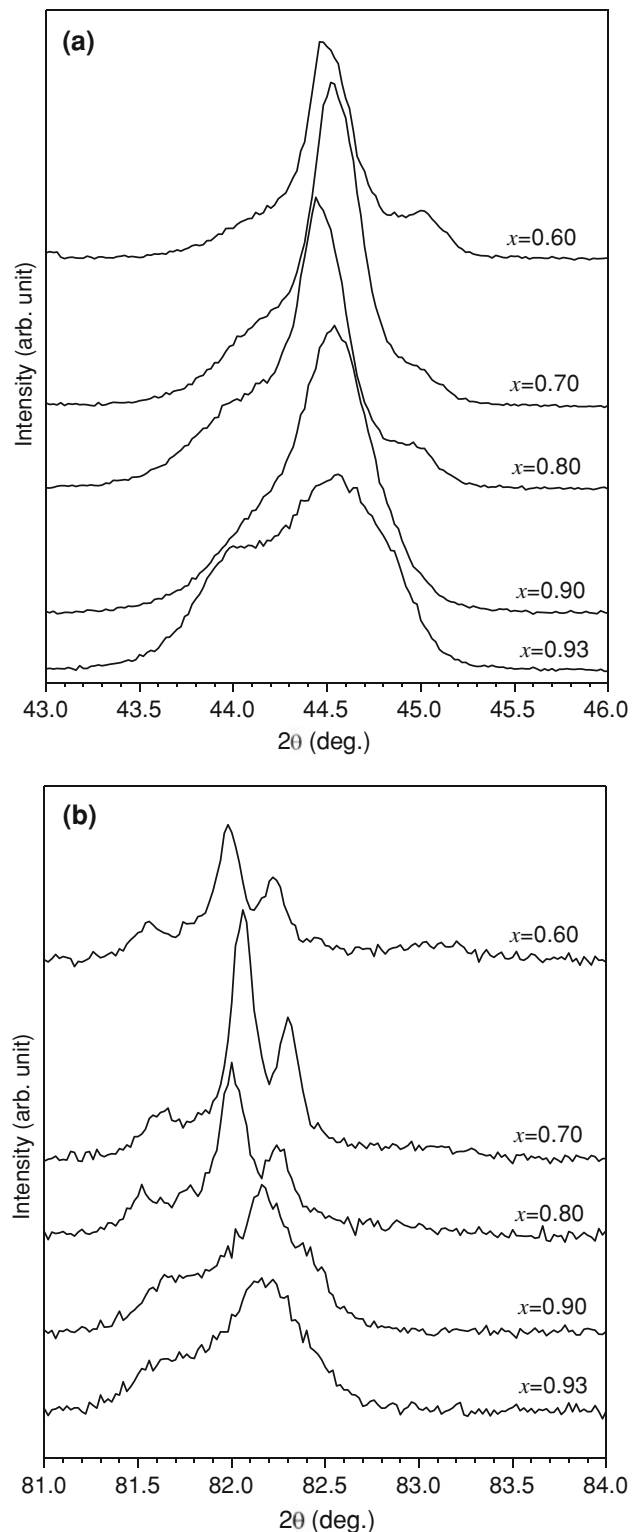 (a)
Intensity (arb. unit)
x=0.60
x=0.70
x=0.80
x=0.90
x=0.93
43.0 43.5 44.0 44.5 45.0 45.5 46.0
2θ (deg.)
(b)
Intensity (arb. unit)
x=0.60
x=0.70
x=0.80
x=0.90
x=0.93
81.0 81.5 82.0 82.5 83.0 83.5 84.0
2θ (deg.)